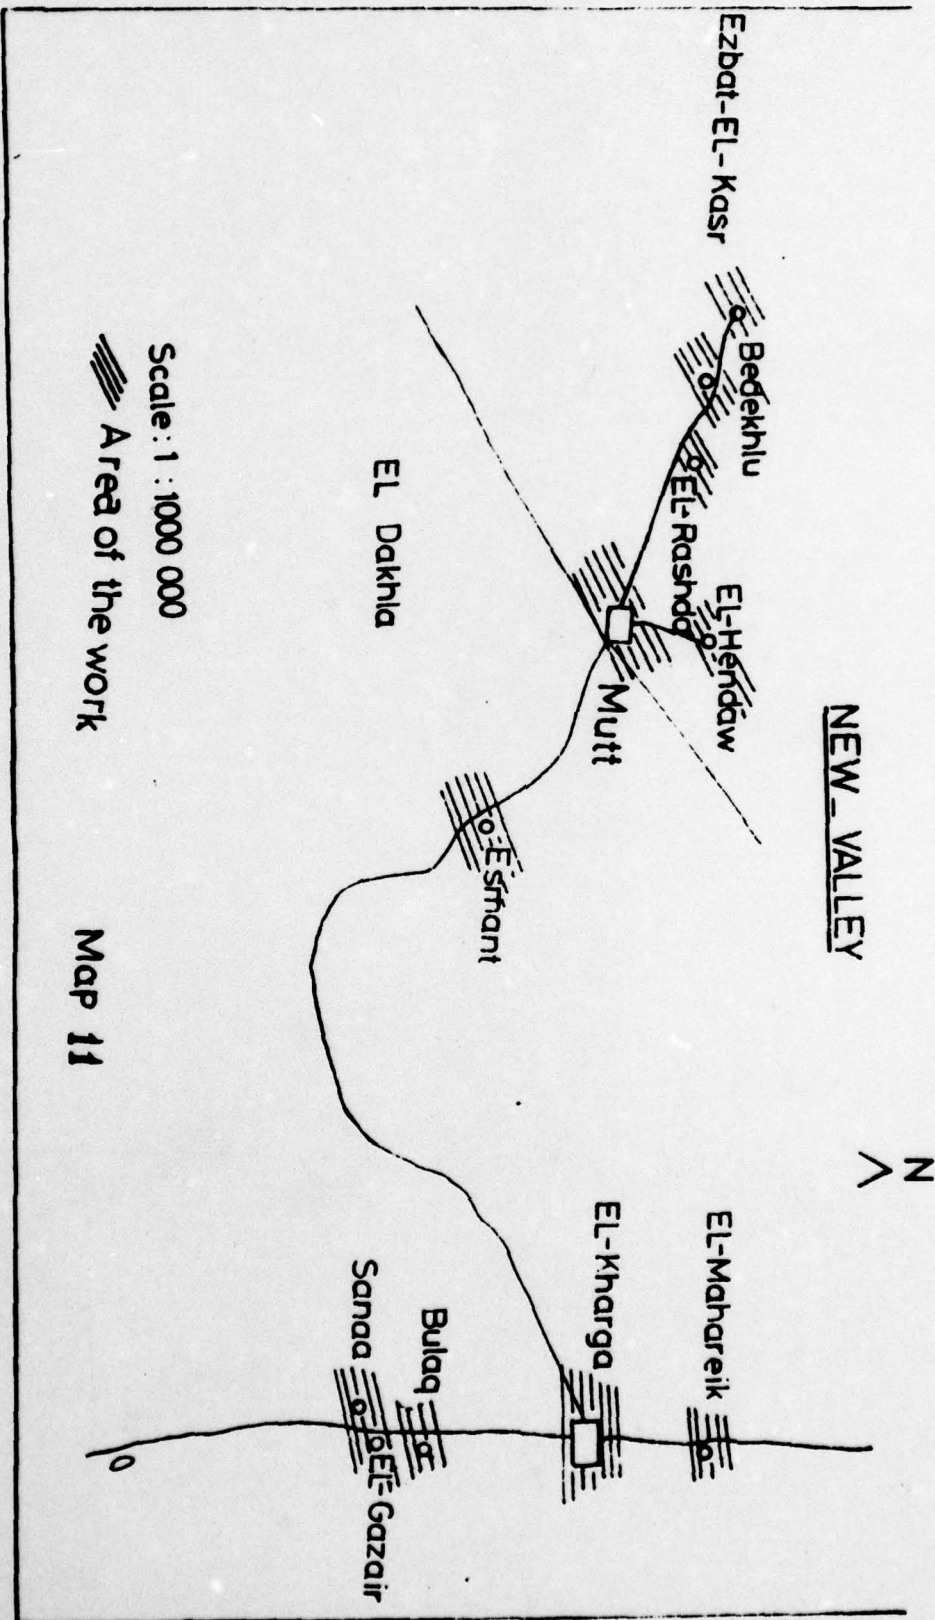 NEW_VALLEY
N
Ezbat-EL-Kasr
Bedekhlu
EL-Rashda
EL-Hendaw
Mutt
EL Dakhla
Esmant
EL-Mahareik
EL-Kharga
Bulaq
Sanaa
EL-Gazair
Scale: 1 : 1000 000
Area of the work
Map 11